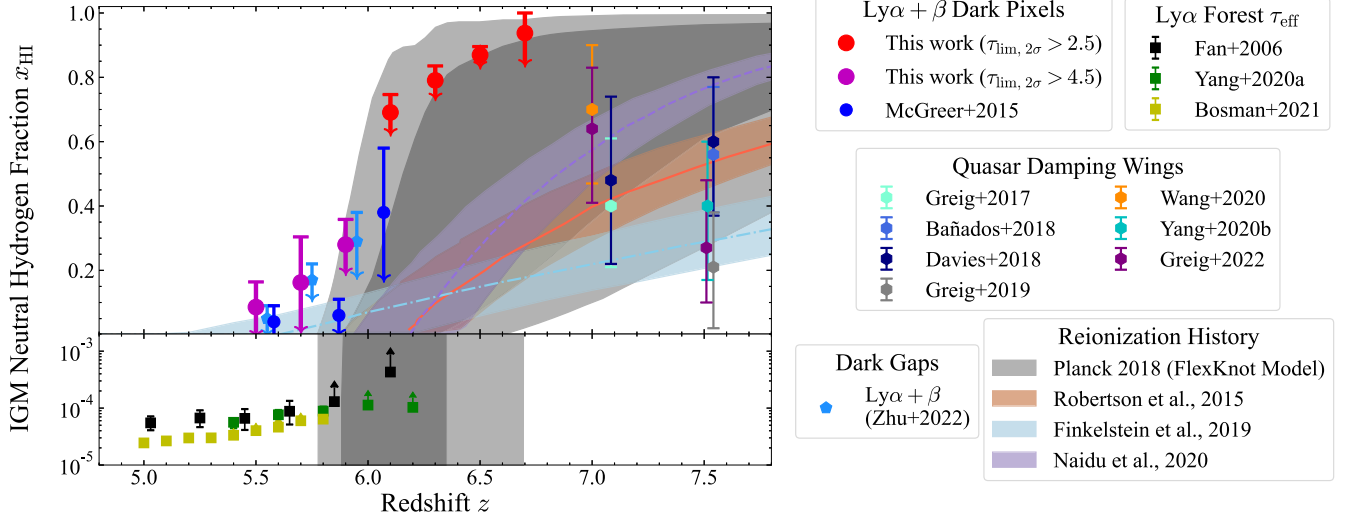 IGM Neutral Hydrogen Fraction x_HI
1.0
0.8
0.6
0.4
0.2
10⁻³
10⁻⁴
10⁻⁵
5.0 5.5 6.0 6.5 7.0 7.5
Redshift z
Lyα + β Dark Pixels
This work (τ_lim, 2σ > 2.5)
This work (τ_lim, 2σ > 4.5)
McGreer+2015
Lyα Forest τ_eff
Fan+2006
Yang+2020a
Bosman+2021
Quasar Damping Wings
Greig+2017
Bañados+2018
Davies+2018
Greig+2019
Wang+2020
Yang+2020b
Greig+2022
Dark Gaps
Lyα + β
(Zhu+2022)
Reionization History
Planck 2018 (FlexKnot Model)
Robertson et al., 2015
Finkelstein et al., 2019
Naidu et al., 2020